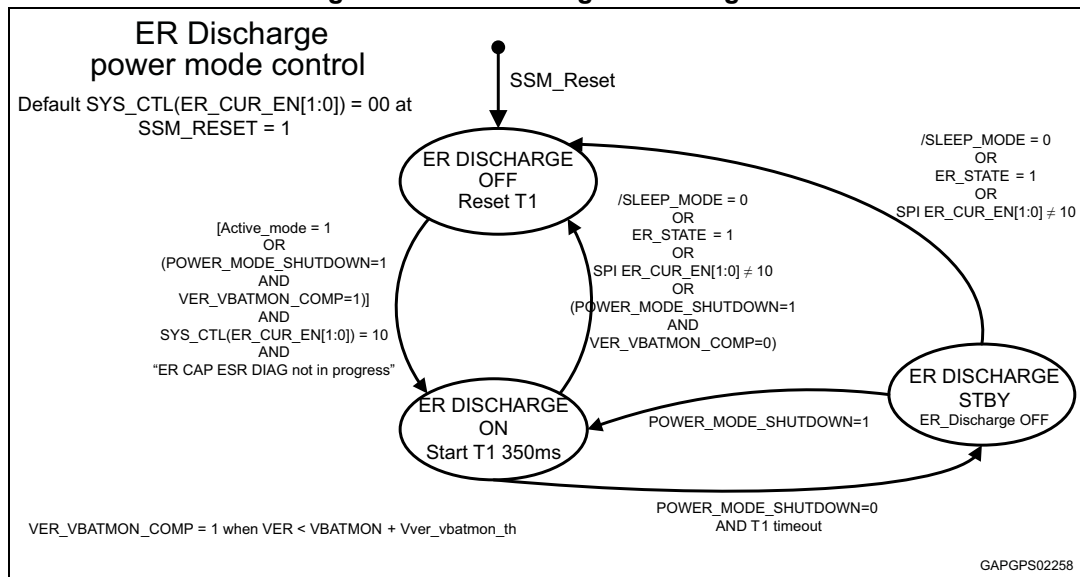 ER Discharge
power mode control
Default SYS_CTL(ER_CUR_EN[1:0]) = 00 at
SSM_RESET = 1
SSM_Reset
ER DISCHARGE
OFF
Reset T1
/SLEEP_MODE = 0
OR
ER_STATE = 1
OR
SPI ER_CUR_EN[1:0] ≠ 10
[Active_mode = 1
OR
(POWER_MODE_SHUTDOWN=1
AND
VER_VBATMON_COMP=1)]
AND
SYS_CTL(ER_CUR_EN[1:0]) = 10
AND
“ER CAP ESR DIAG not in progress”
/SLEEP_MODE = 0
OR
ER_STATE = 1
OR
SPI ER_CUR_EN[1:0] ≠ 10
OR
(POWER_MODE_SHUTDOWN=1
AND
VER_VBATMON_COMP=0)
ER DISCHARGE
ON
Start T1 350ms
POWER_MODE_SHUTDOWN=1
ER DISCHARGE
STBY
ER_Discharge OFF
POWER_MODE_SHUTDOWN=0
AND T1 timeout
VER_VBATMON_COMP = 1 when VER < VBATMON + Vver_vbatmon_th
GAPGPS02258